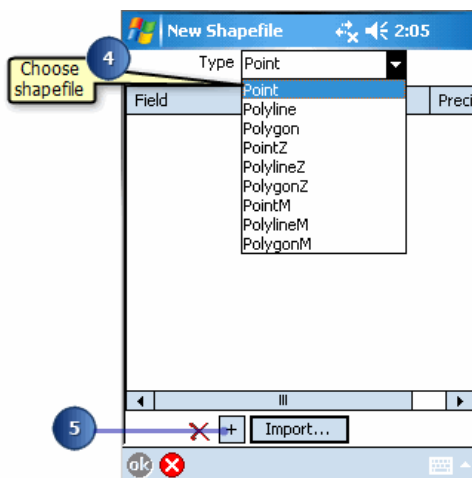 New Shapefile 2:05
4
Choose shapefile
Type Point
Field Preci
Point
Polyline
Polygon
PointZ
PolylineZ
PolygonZ
PointM
PolylineM
PolygonM
5
+ Import...
ok